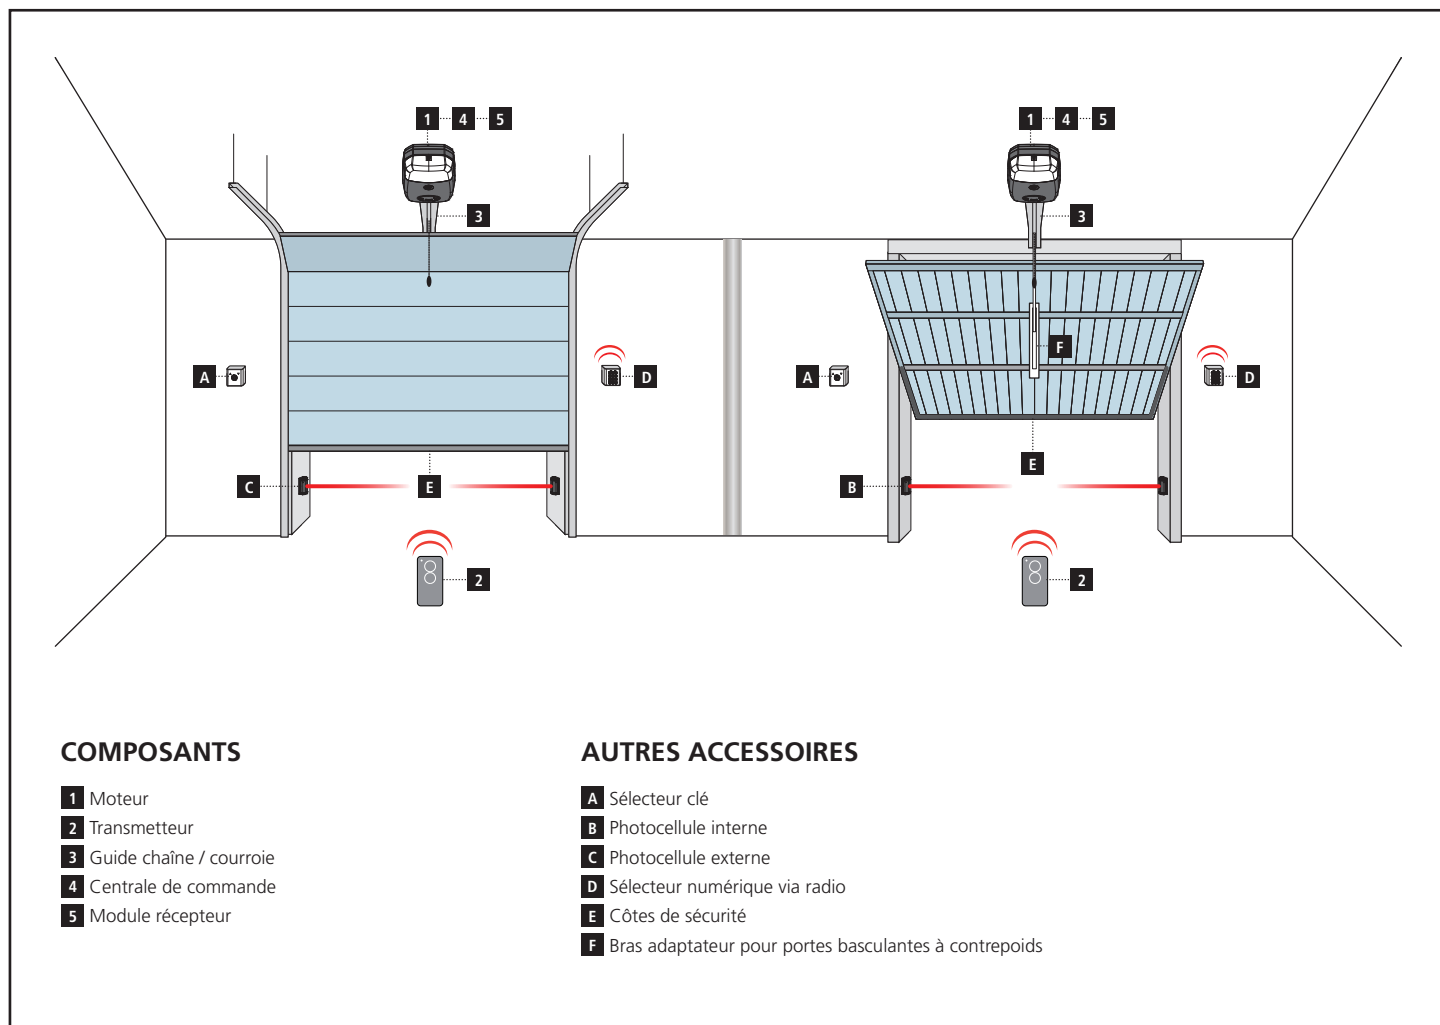 1 4 5
1 4 5
3
3
F
A
D
A
D
E
C
E
B
2
2
COMPOSANTS
1 Moteur
2 Transmetteur
3 Guide chaîne / courroie
4 Centrale de commande
5 Module récepteur
AUTRES ACCESSOIRES
A Sélecteur clé
B Photocellule interne
C Photocellule externe
D Sélecteur numérique via radio
E Côtes de sécurité
F Bras adaptateur pour portes basculantes à contrepoids